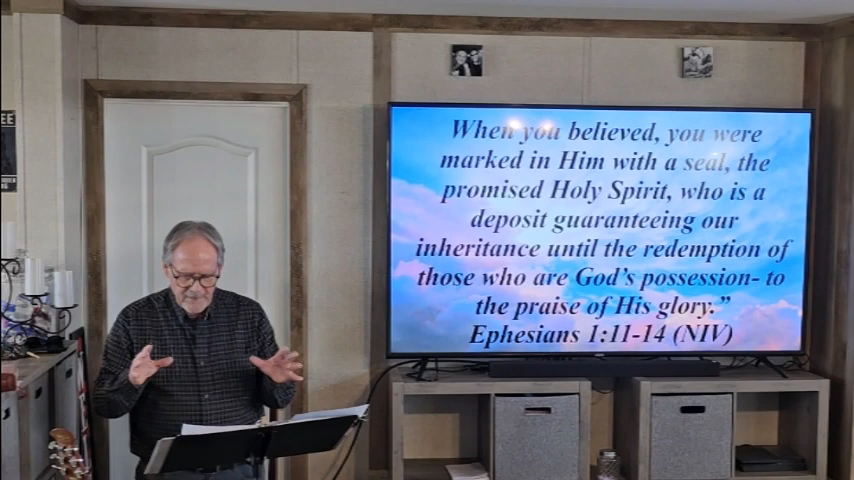 EE
When you believed, you were
marked in Him with a seal, the
promised Holy Spirit, who is a
deposit guaranteeing our
inheritance until the redemption of
those who are God's possession- to
the praise of His glory."
Ephesians 1:11-14 (NIV)